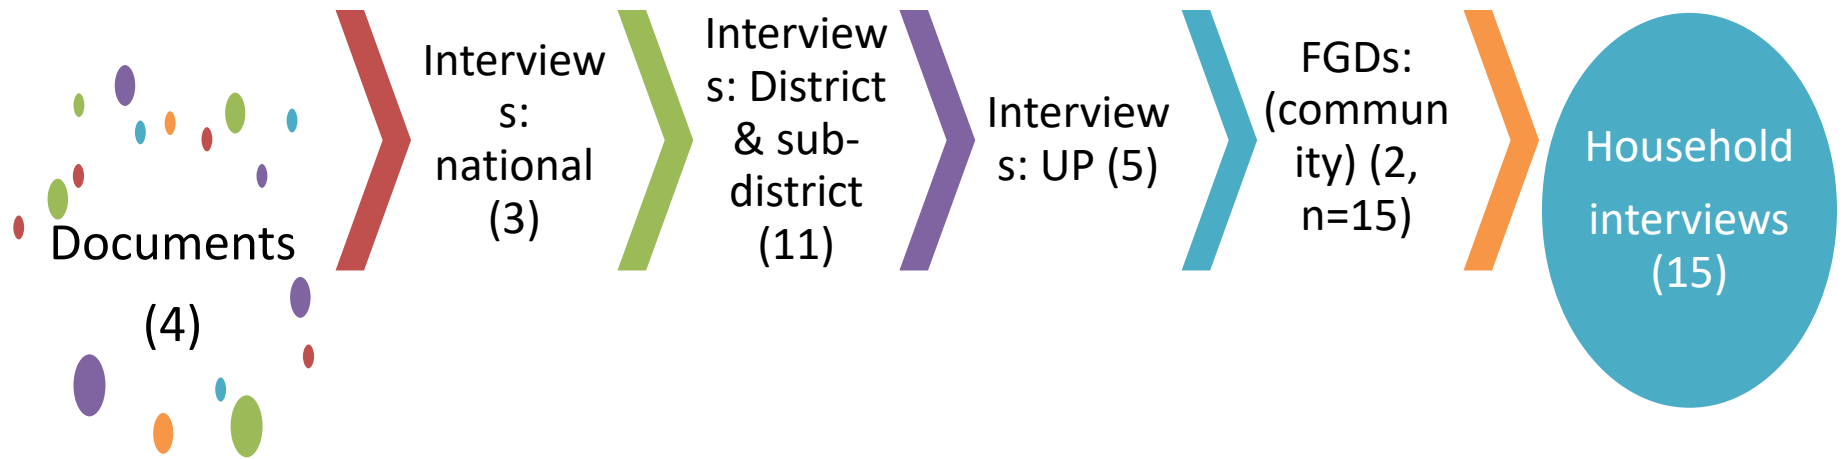 Documents
(4)
Interview
s:
national
(3)
Interview
s: District
& sub-
district
(11)
Interview
s: UP (5)
FGDs:
(commun
ity) (2,
n=15)
Household
interviews
(15)